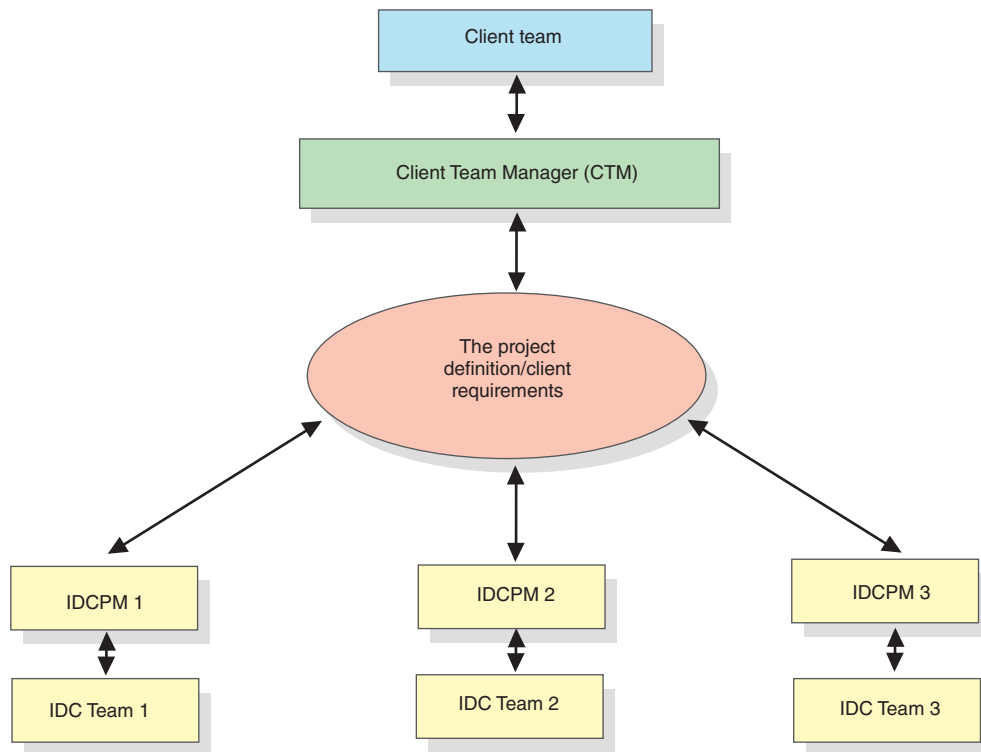 Client team
Client Team Manager (CTM)
The project
definition/client
requirements
IDCPM 1
IDCPM 2
IDCPM 3
IDC Team 1
IDC Team 2
IDC Team 3